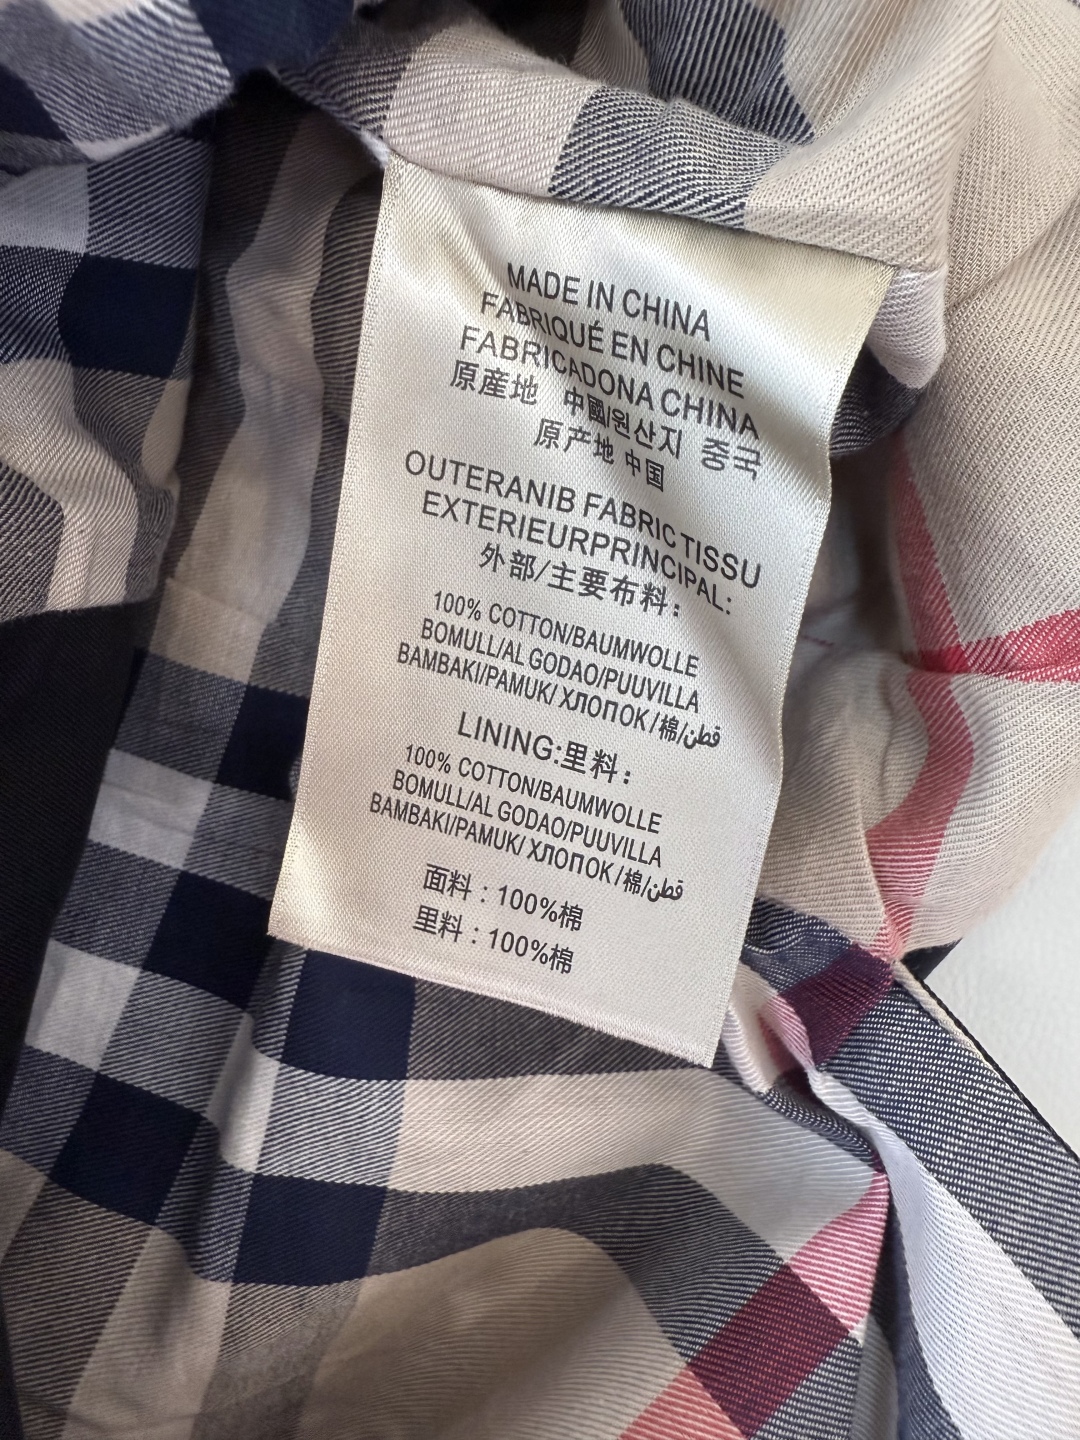 MADE IN CHINA
FABRIQUÉ EN CHINE
FABRICADONA CHINA
原産地 中國/원산지 중국
原产地 中国
OUTERANIB FABRIC TISSU
EXTERIEURPRINCIPAL:
外部/主要布料:
100% COTTON/BAUMWOLLE
BOMULL/AL GODAO/PUUVILLA
BAMBAKI/PAMUK/ ХЛОПОК/棉/قطن
LINING:里料:
100% COTTON/BAUMWOLLE
BOMULL/AL GODAO/PUUVILLA
BAMBAKI/PAMUK/ ХЛОПОК/棉/قطن
面料:100%棉
里料:100%棉